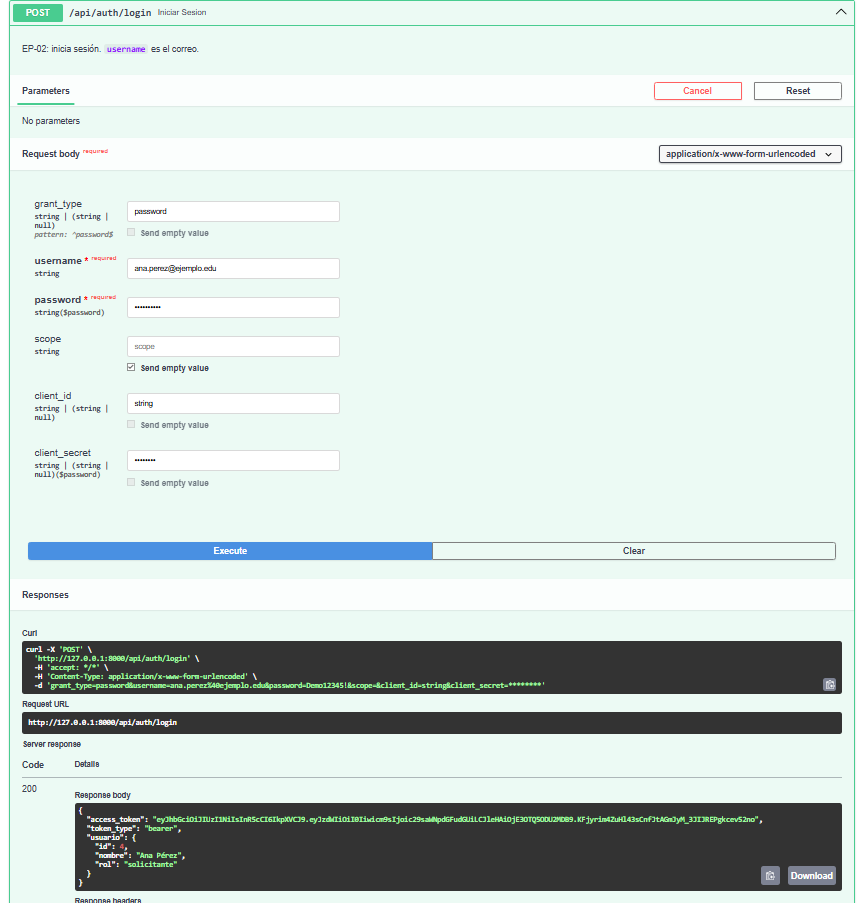 POST /api/auth/login Iniciar Sesion
EP-02: inicia sesión. username es el correo.
Parameters
Cancel
Reset
No parameters
Request body required
application/x-www-form-urlencoded
grant_type
string | (string | null)
pattern: ^password$
password
Send empty value
username * required
string
ana.perez@ejemplo.edu
password * required
string($password)
••••••••••
scope
string
scope
Send empty value
client_id
string | (string | null)
string
Send empty value
client_secret
string | (string | null)($password)
••••••••
Send empty value
Execute
Clear
Responses
Curl
curl -X 'POST' \
'http://127.0.0.1:8000/api/auth/login' \
-H 'accept: */*' \
-H 'Content-Type: application/x-www-form-urlencoded' \
-d 'grant_type=password&username=ana.perez%40ejemplo.edu&password=Demo12345!&scope=&client_id=string&client_secret=********'
Request URL
http://127.0.0.1:8000/api/auth/login
Server response
Code
Details
200
Response body
{
"access_token":
"token_type": "bearer",
"usuario": {
"id": 4,
"nombre": "Ana Pérez",
"rol": "solicitante"
}
}
Download
Response headers